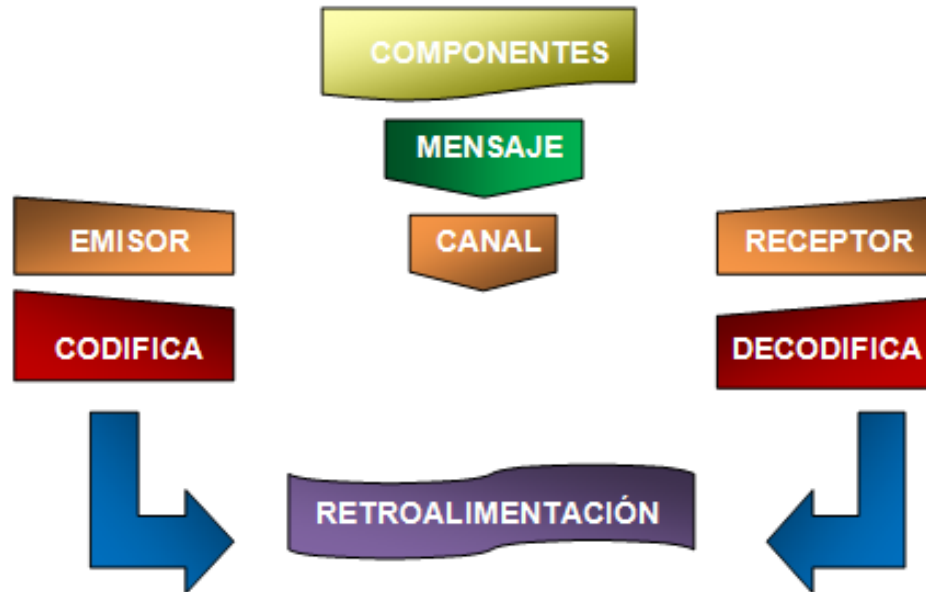 COMPONENTES
MENSAJE
EMISOR
CANAL
RECEPTOR
CODIFICA
DECODIFICA
RETROALIMENTACIÓN